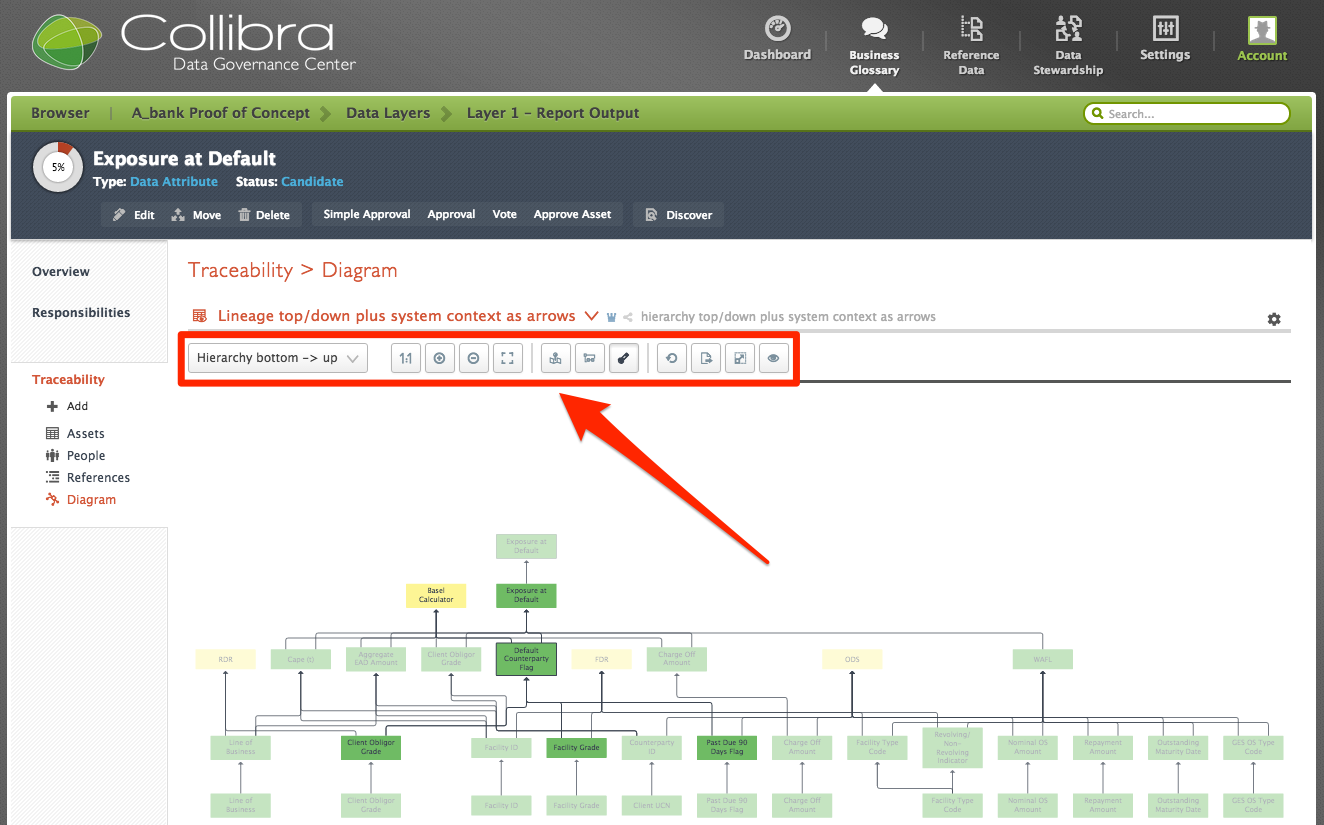 Collibra
Data Governance Center
Dashboard
Business
Glossary
Reference
Data
Data
Stewardship
Settings
Account
Browser | A_bank Proof of Concept Data Layers Layer 1 – Report Output
Search...
5%
Exposure at Default
Type: Data Attribute Status: Candidate
Edit Move Delete Simple Approval Approval Vote Approve Asset Discover
Overview
Responsibilities
Traceability
Add
Assets
People
References
Diagram
Traceability > Diagram
Lineage top/down plus system context as arrows hierarchy top/down plus system context as arrows
Hierarchy bottom -> up 1:1
Exposure at
Default
Basel
Calculator
Exposure at
Default
RDR
Cape (t)
Aggregate
EAD Amount
Client Obligor
Grade
Default
Counterparty
Flag
FDR
Charge Off
Amount
ODS
WAFL
Line of
Business
Client Obligor
Grade
Facility ID
Facility Grade
Counterparty
ID
Past Due 90
Days Flag
Charge Off
Amount
Facility Type
Code
Revolving/
Non-
Revolving
Indicator
Nominal OS
Amount
Repayment
Amount
Outstanding
Maturity Date
GES OS Type
Code
Line of
Business
Client Obligor
Grade
Facility ID
Facility Grade
Client UCN
Past Due 90
Days Flag
Charge Off
Amount
Facility Type
Code
Nominal OS
Amount
Repayment
Amount
Outstanding
Maturity Date
GES OS Type
Code